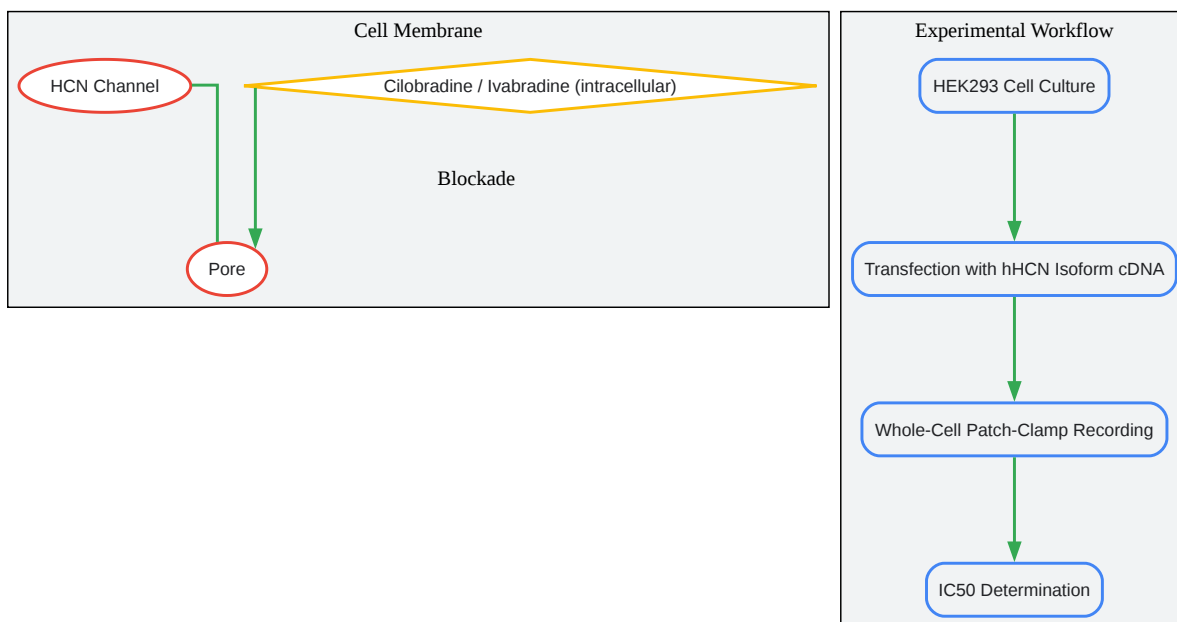 Cell Membrane
HCN Channel
Cilobradine / Ivabradine (intracellular)
Blockade
Pore
Experimental Workflow
HEK293 Cell Culture
Transfection with hHCN Isoform cDNA
Whole-Cell Patch-Clamp Recording
IC50 Determination